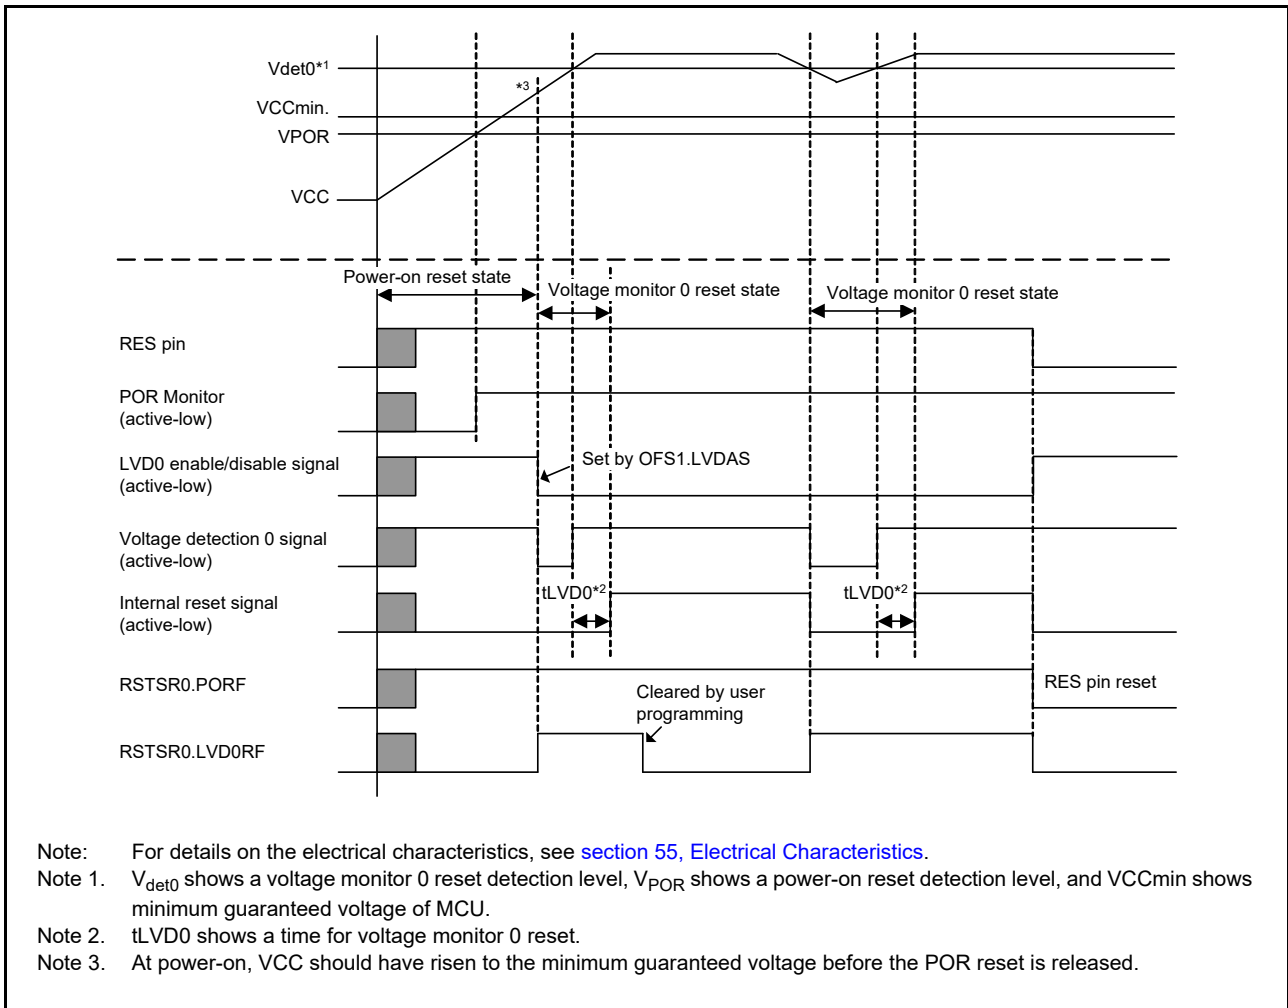 Vdet0*1
*3
VCCmin.
VPOR
VCC
Power-on reset state
Voltage monitor 0 reset state
Voltage monitor 0 reset state
RES pin
POR Monitor
(active-low)
LVD0 enable/disable signal
(active-low)
Set by OFS1.LVDAS
Voltage detection 0 signal
(active-low)
tLVD0*2
tLVD0*2
Internal reset signal
(active-low)
RSTSR0.PORF
RES pin reset
Cleared by user
programming
RSTSR0.LVD0RF
Note: For details on the electrical characteristics, see section 55, Electrical Characteristics.
Note 1. Vdet0 shows a voltage monitor 0 reset detection level, VPOR shows a power-on reset detection level, and VCCmin shows
minimum guaranteed voltage of MCU.
Note 2. tLVD0 shows a time for voltage monitor 0 reset.
Note 3. At power-on, VCC should have risen to the minimum guaranteed voltage before the POR reset is released.